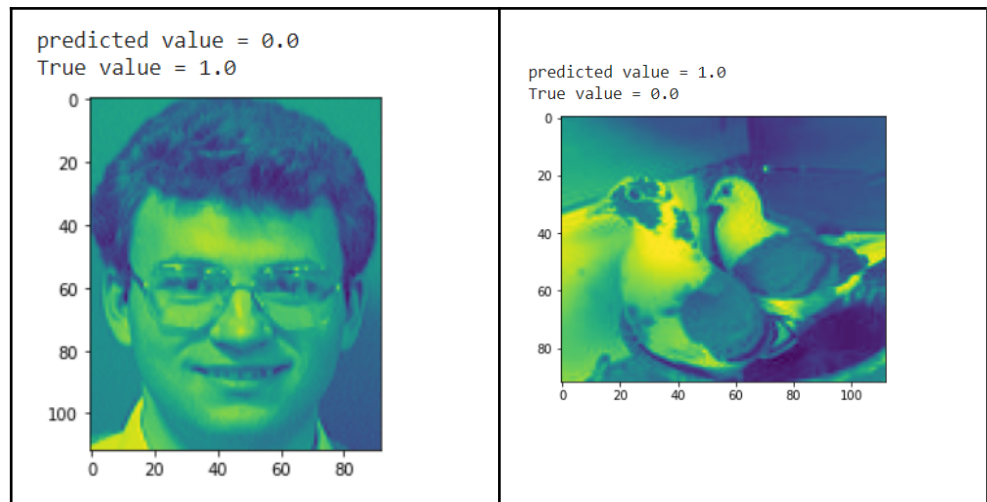 predicted value = 0.0
True value = 1.0
0
20
40
60
80
100
0 20 40 60 80
predicted value = 1.0
True value = 0.0
0
20
40
60
80
0 20 40 60 80 100